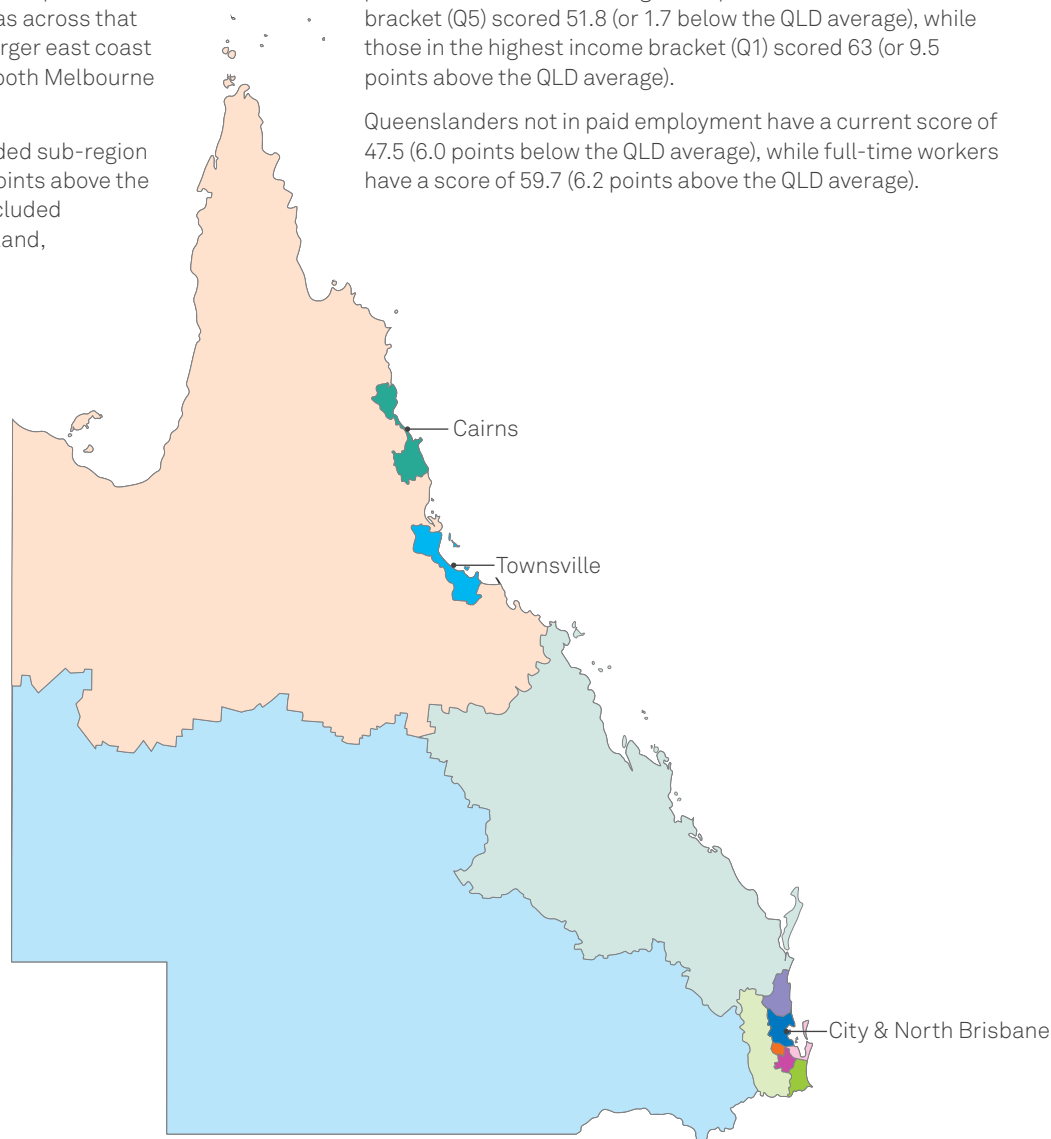 as across that
rger east coast
both Melbourne
ded sub-region
oints above the
cluded
and,
bracket (Q5) scored 51.8 (or 1.7 below the QLD average), while
those in the highest income bracket (Q1) scored 63 (or 9.5
points above the QLD average).
Queenslanders not in paid employment have a current score of
47.5 (6.0 points below the QLD average), while full-time workers
have a score of 59.7 (6.2 points above the QLD average).
Cairns
Townsville
City & North Brisbane